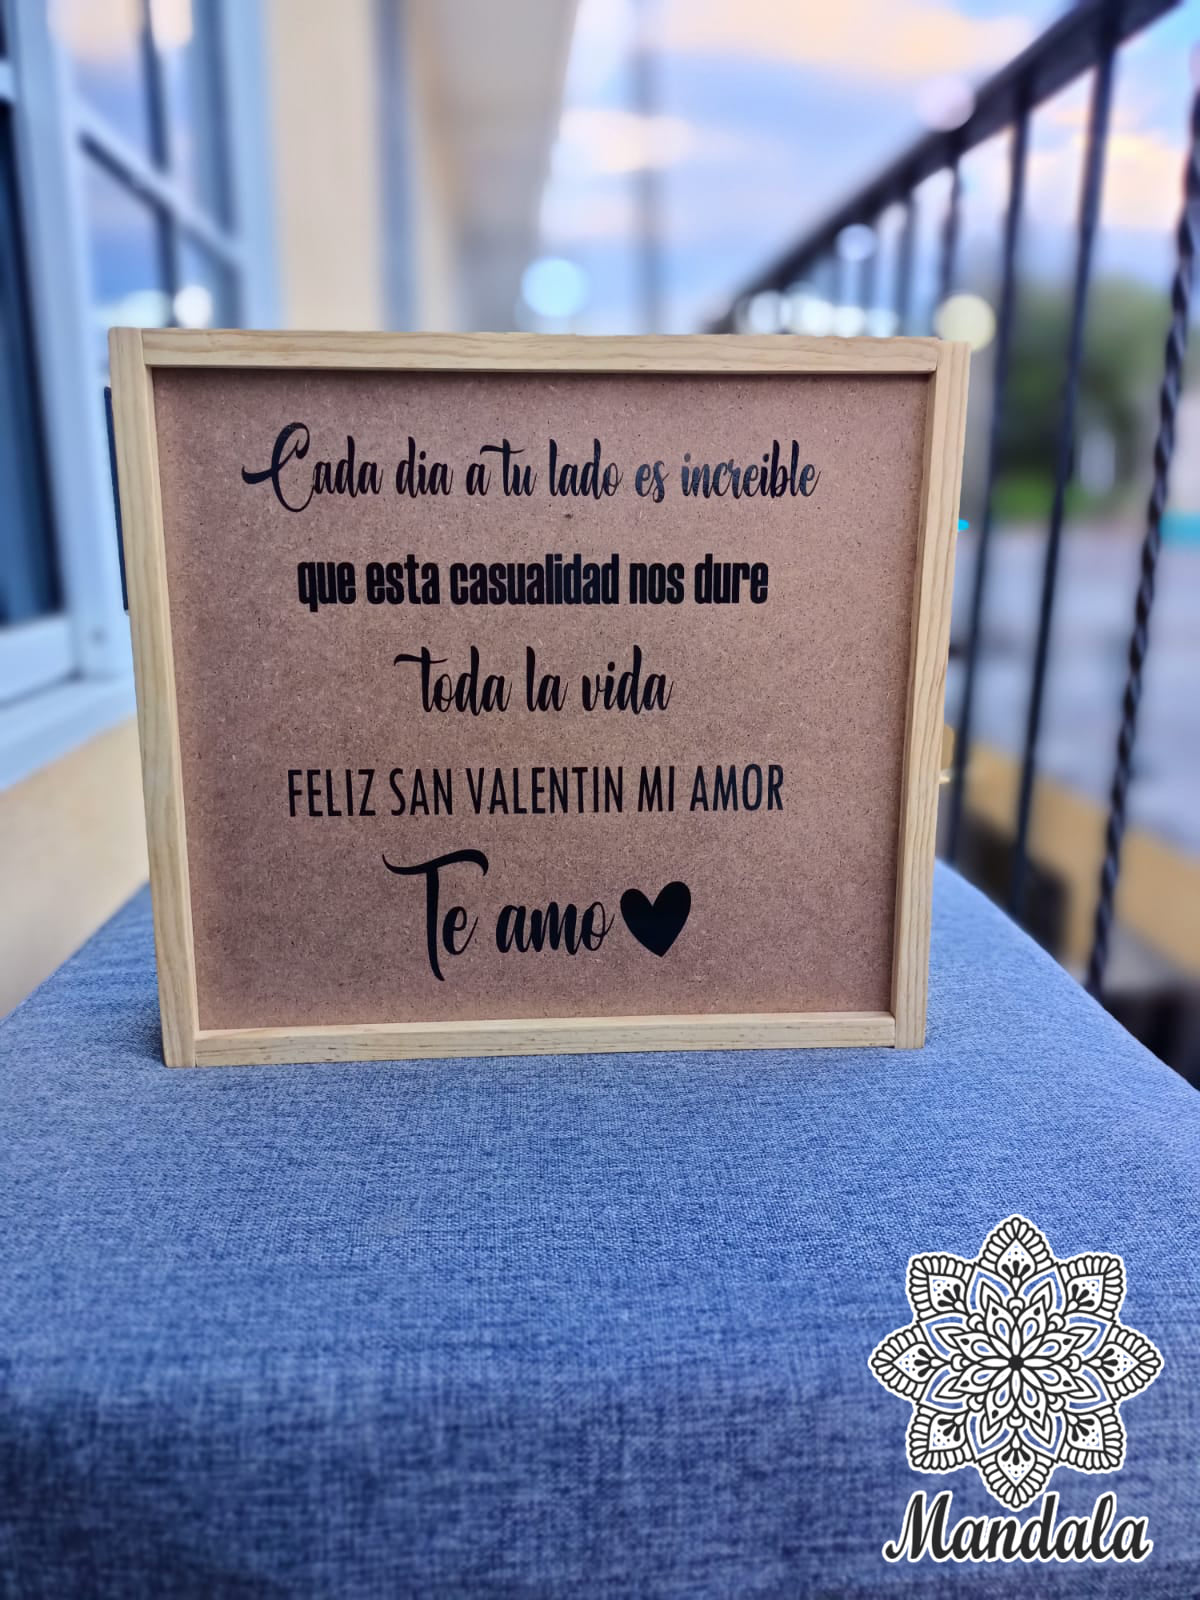 Cada dia a tu lado es increible
que esta casualidad nos dure
toda la vida
FELIZ SAN VALENTIN MI AMOR
Te amo
Mandala